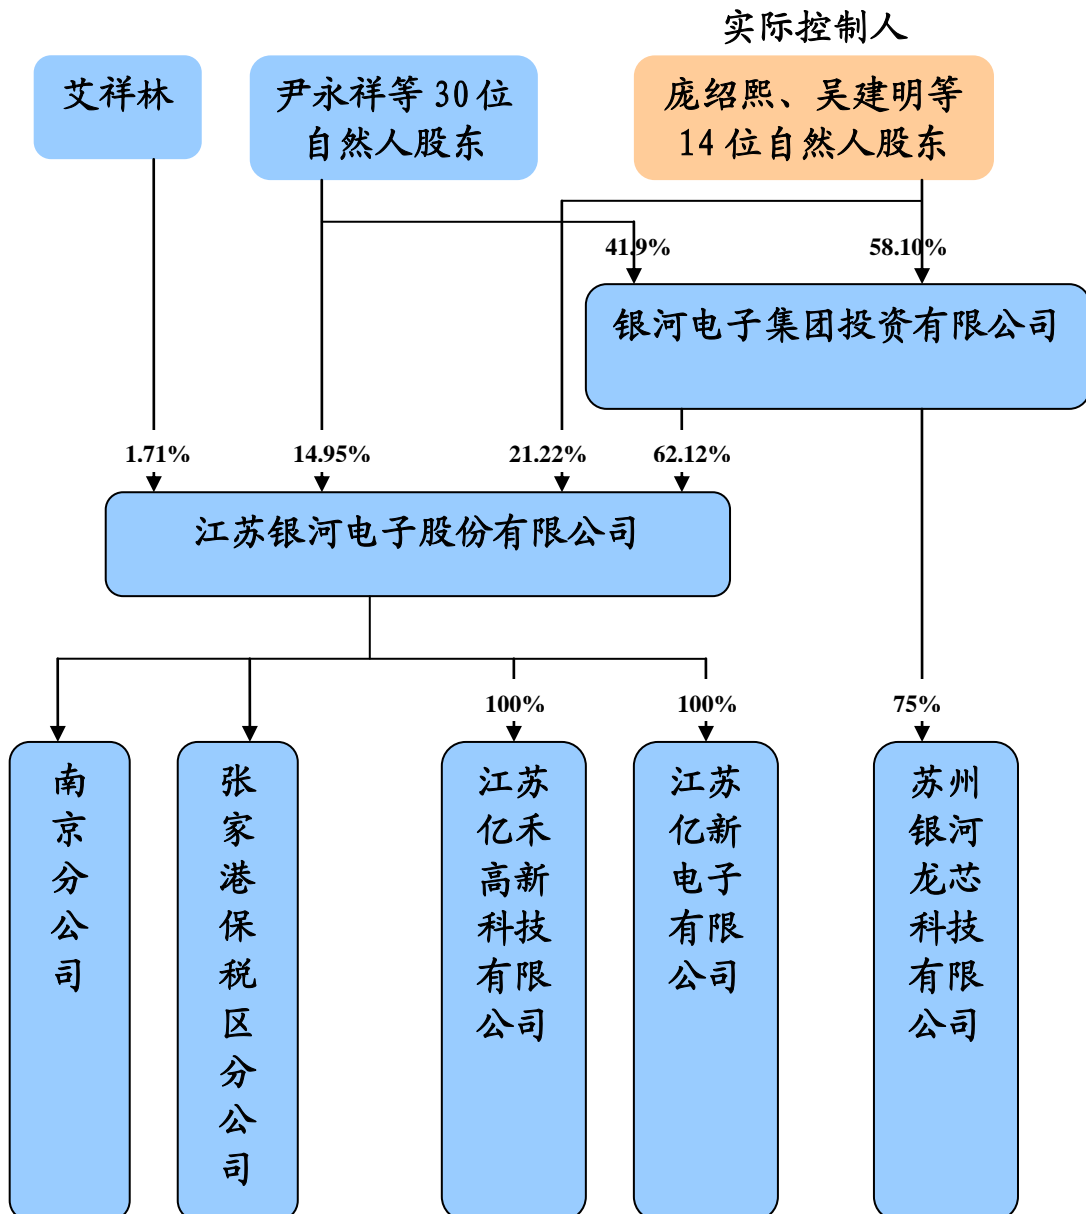 实际控制人
艾祥林
尹永祥等 30 位
自然人股东
庞绍熙、吴建明等
14 位自然人股东
41.9%
58.10%
银河电子集团投资有限公司
1.71%
14.95%
21.22%
62.12%
江苏银河电子股份有限公司
100%
100%
75%
南
京
分
公
司
张
家
港
保
税
区
分
公
司
江苏
亿禾
高新
科技
有限
公司
江苏
亿新
电子
有限
公司
苏州
银河
龙芯
科技
有限
公司